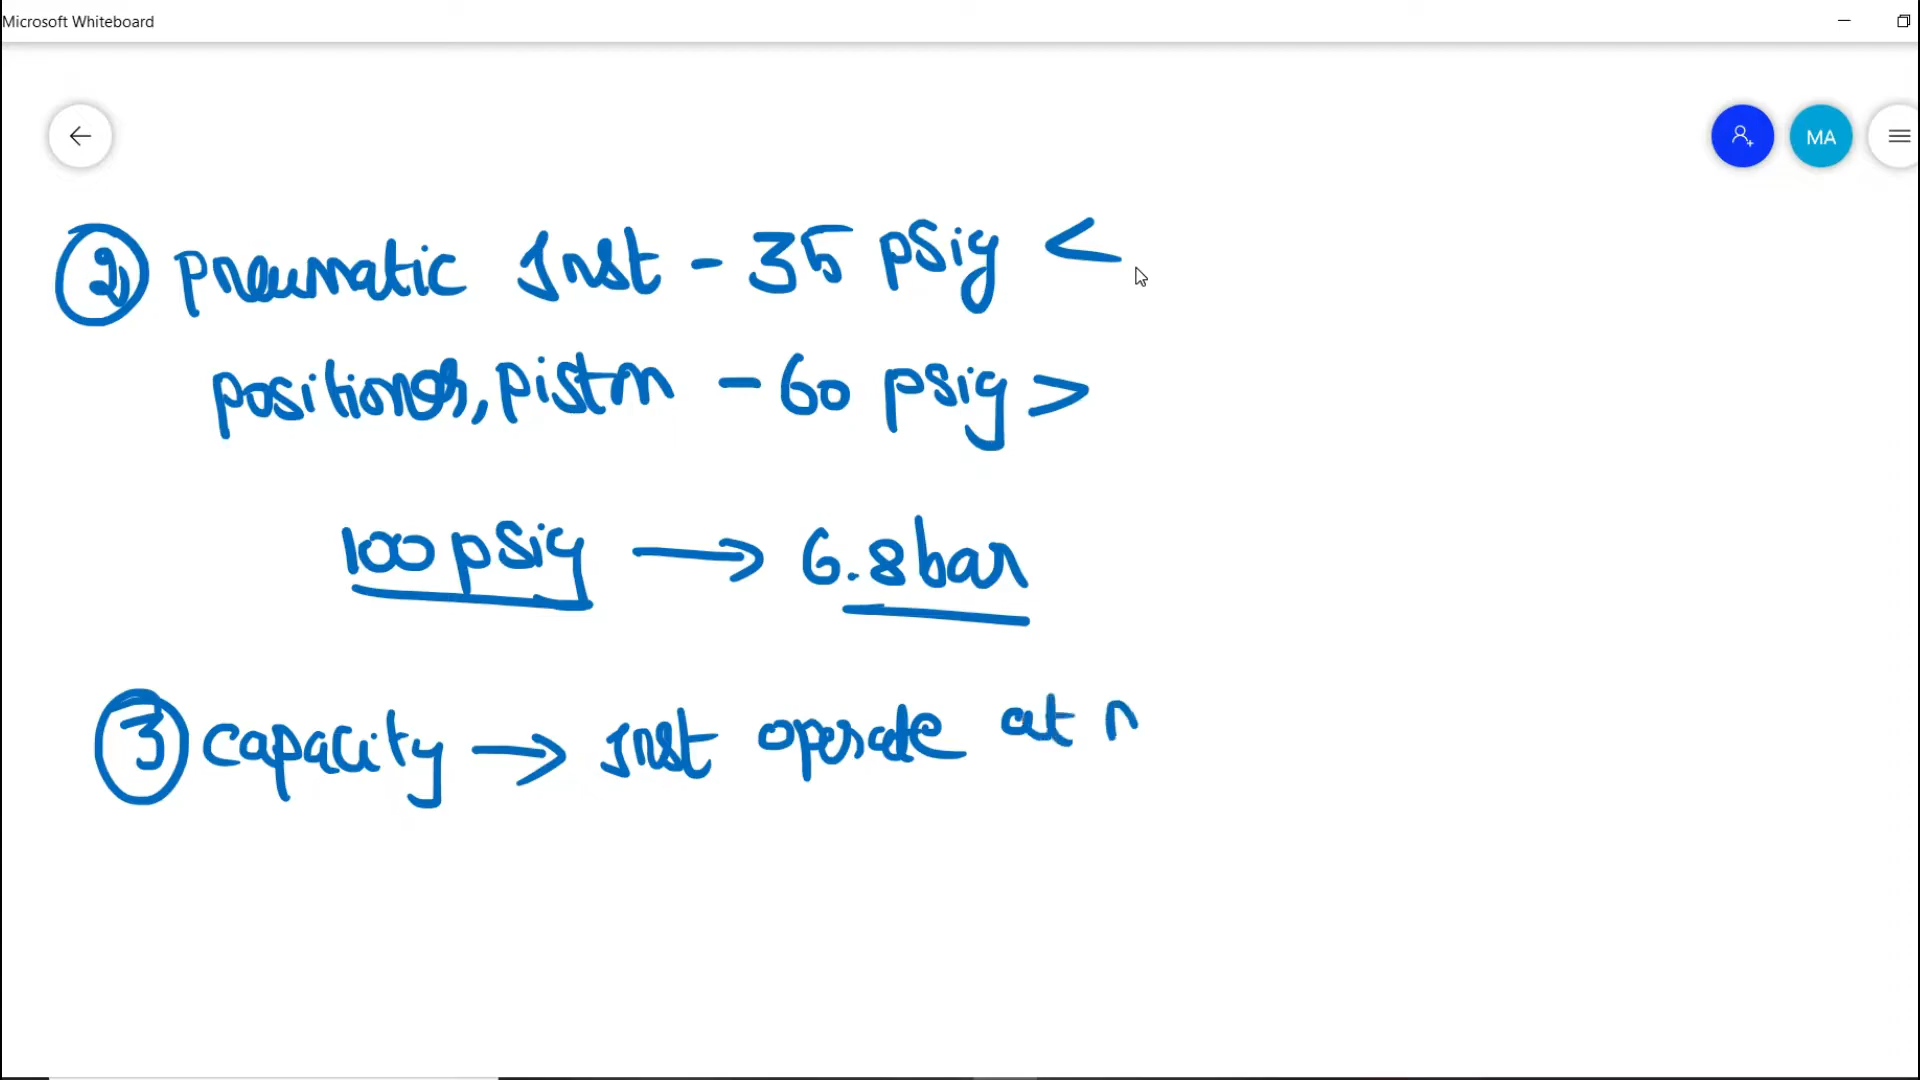 Microsoft Whiteboard
MA
② pneumatic Inst - 35 psig <
positioner, piston - 60 psig >
100 psig → 6.8 bar
③ capacity → Inst operate at n